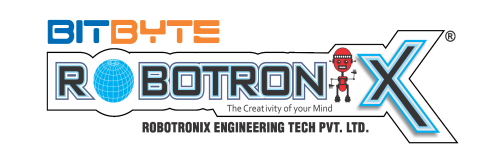 BITBYTE
ROBOTRONIX ®
The Creativity of your Mind
ROBOTRONIX ENGINEERING TECH PVT. LTD.